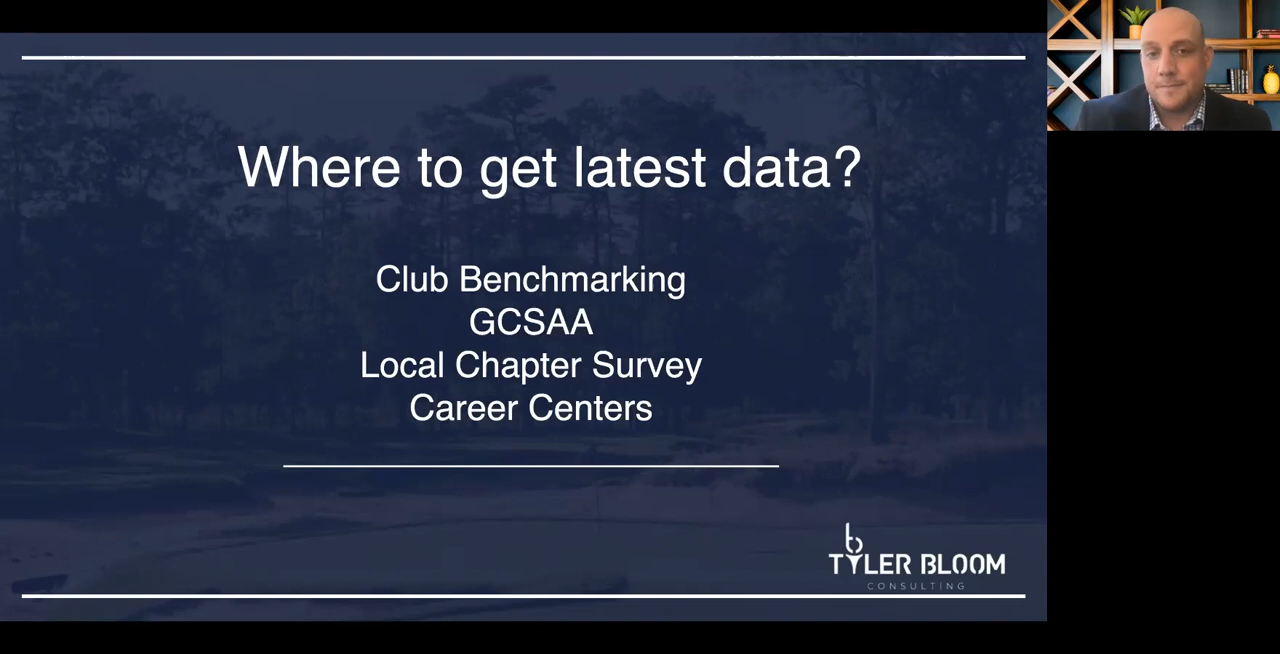 Where to get latest data?
Club Benchmarking
GCSAA
Local Chapter Survey
Career Centers
TYLER BLOOM
CONSULTING